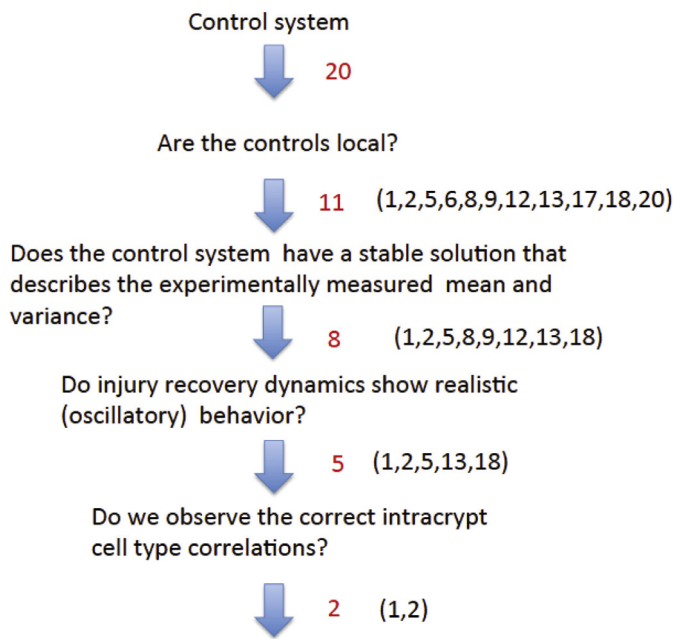 Control system
20
Are the controls local?
11 (1,2,5,6,8,9,12,13,17,18,20)
Does the control system have a stable solution that
describes the experimentally measured mean and
variance?
8 (1,2,5,8,9,12,13,18)
Do injury recovery dynamics show realistic
(oscillatory) behavior?
5 (1,2,5,13,18)
Do we observe the correct intracrypt
cell type correlations?
2 (1,2)